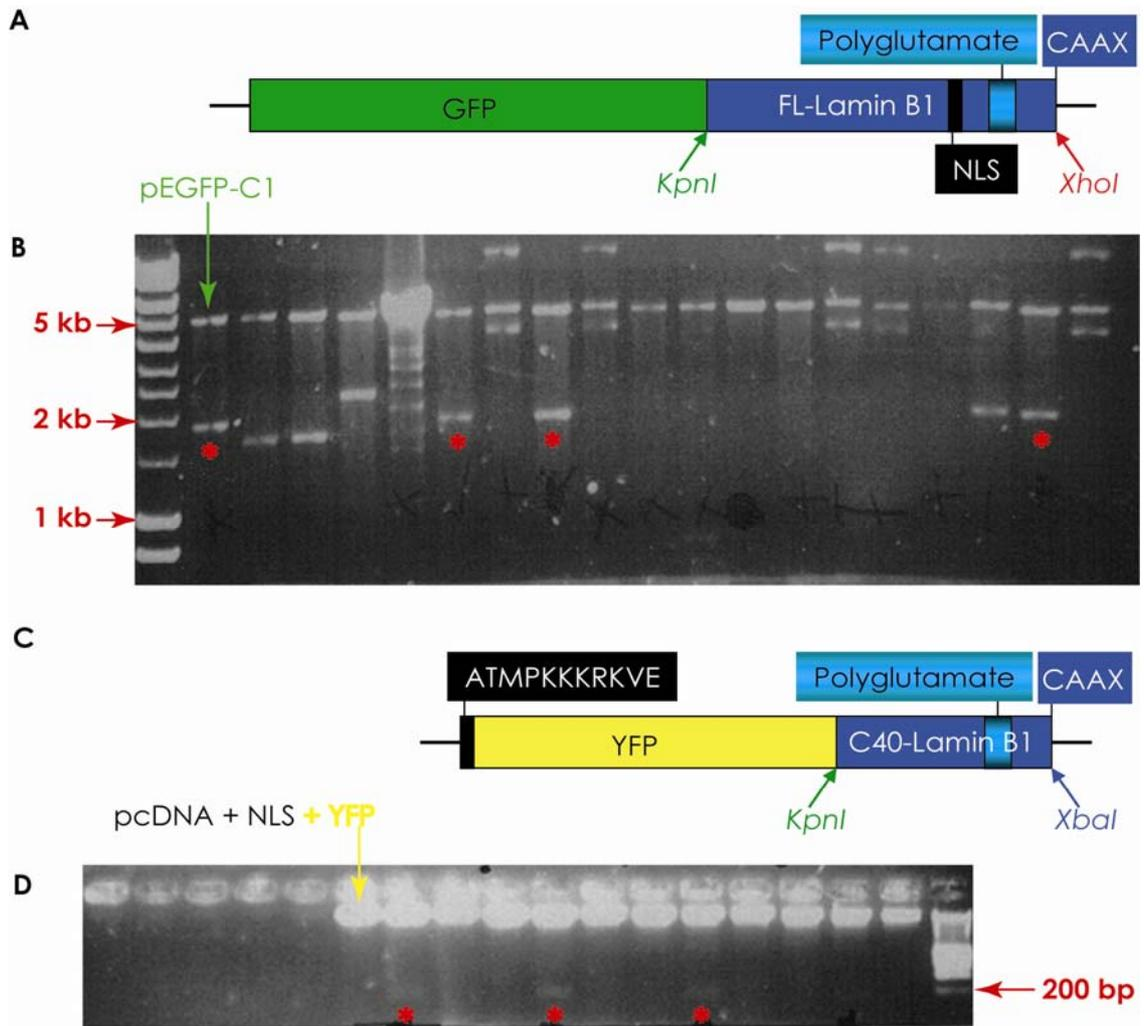 A
Polyglutamate CAAX
GFP FL-Lamin B1
NLS
KpnI XhoI
pEGFP-C1
B
5 kb
2 kb
* * * *
1 kb
C
ATMPKKKRKVE Polyglutamate CAAX
YFP C40-Lamin B1
KpnI XbaI
pcDNA + NLS + YFP
D
200 bp
* * *